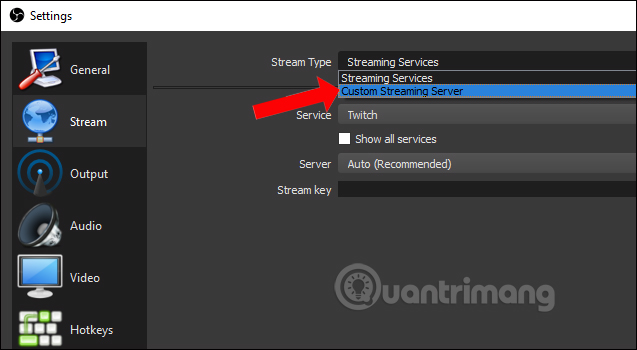 Settings
General
Stream
Output
Audio
Video
Hotkeys
Stream Type
Streaming Services
Streaming Services
Custom Streaming Server
Service
Twitch
Show all services
Server
Auto (Recommended)
Stream key
Quantrimang